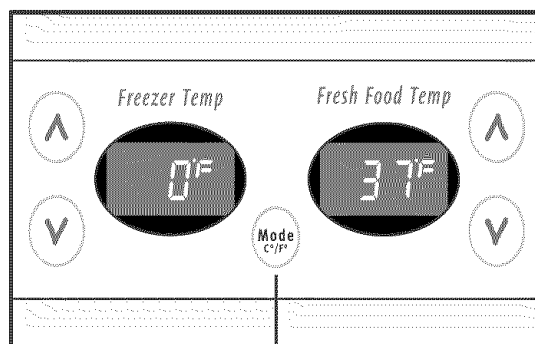 Freezer Temp
Fresh Food Temp
0°F
37°F
Mode
C°/F°